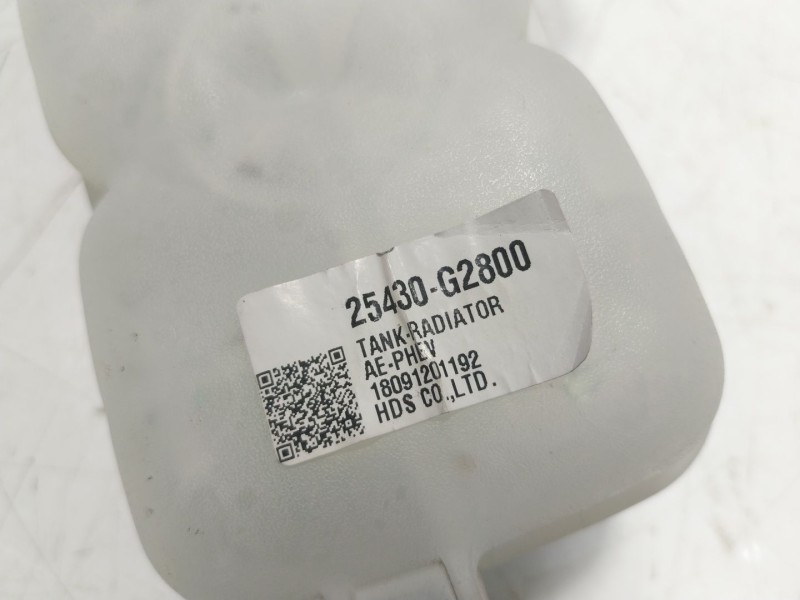 25430-G2800
TANK-RADIATOR
AE-PHEV
18091201192
HDS CO.,LTD.